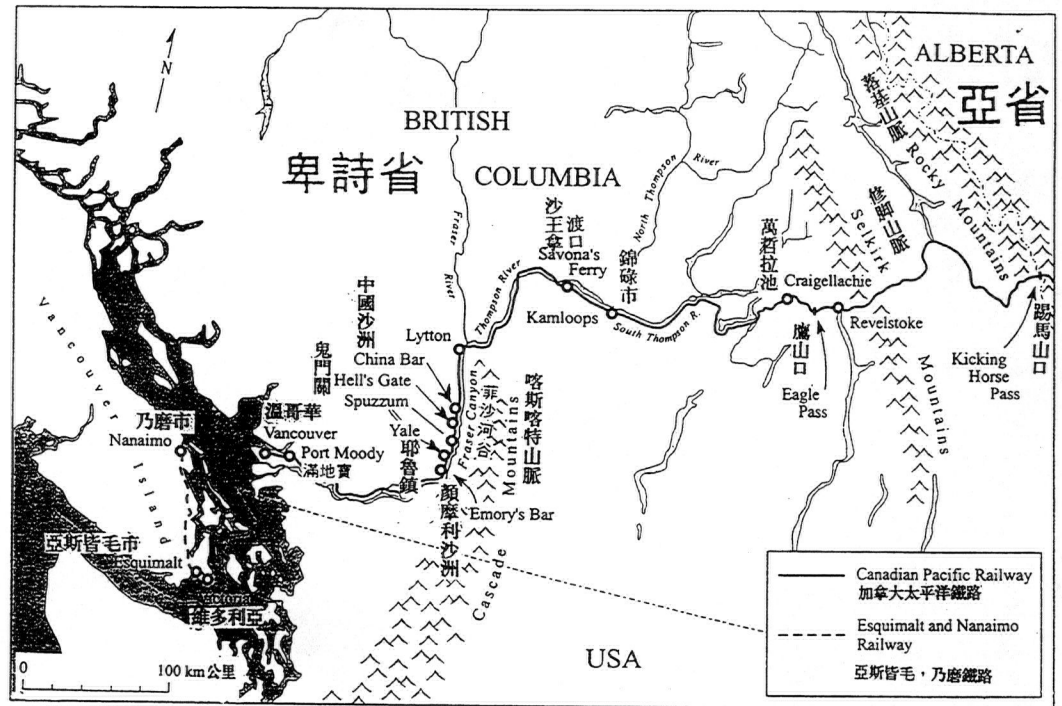 N
ALBERTA
亞省
BRITISH
COLUMBIA
卑詩省
落基山脈
Rocky Mountains
修脚山脈
Selkirk
Mountains
North Thompson
River
Fraser
River
沙王拿
渡口
Savona's
Ferry
錦碌市
Kamloops
Thompson River
South Thompson R.
Craigellachie
Revelstoke
鷹山口
Eagle
Pass
踢馬山口
Kicking
Horse
Pass
中國沙洲
鬼門關
Lytton
China Bar
Hell's Gate
Spuzzum
Yale
耶魯鎮
Fraser Canyon
菲沙河谷
Mountains
喀斯喀特山脈
Cascade
顏摩利沙洲
Emory's Bar
Vancouver
Island
乃磨市
Nanaimo
溫哥華
Vancouver
Port Moody
滿地寶
亞斯皆毛市
Esquimalt
Victoria
維多利亞
USA
0
100 km公里
Canadian Pacific Railway
加拿大太平洋鐵路
Esquimalt and Nanaimo
Railway
亞斯皆毛，乃磨鐵路